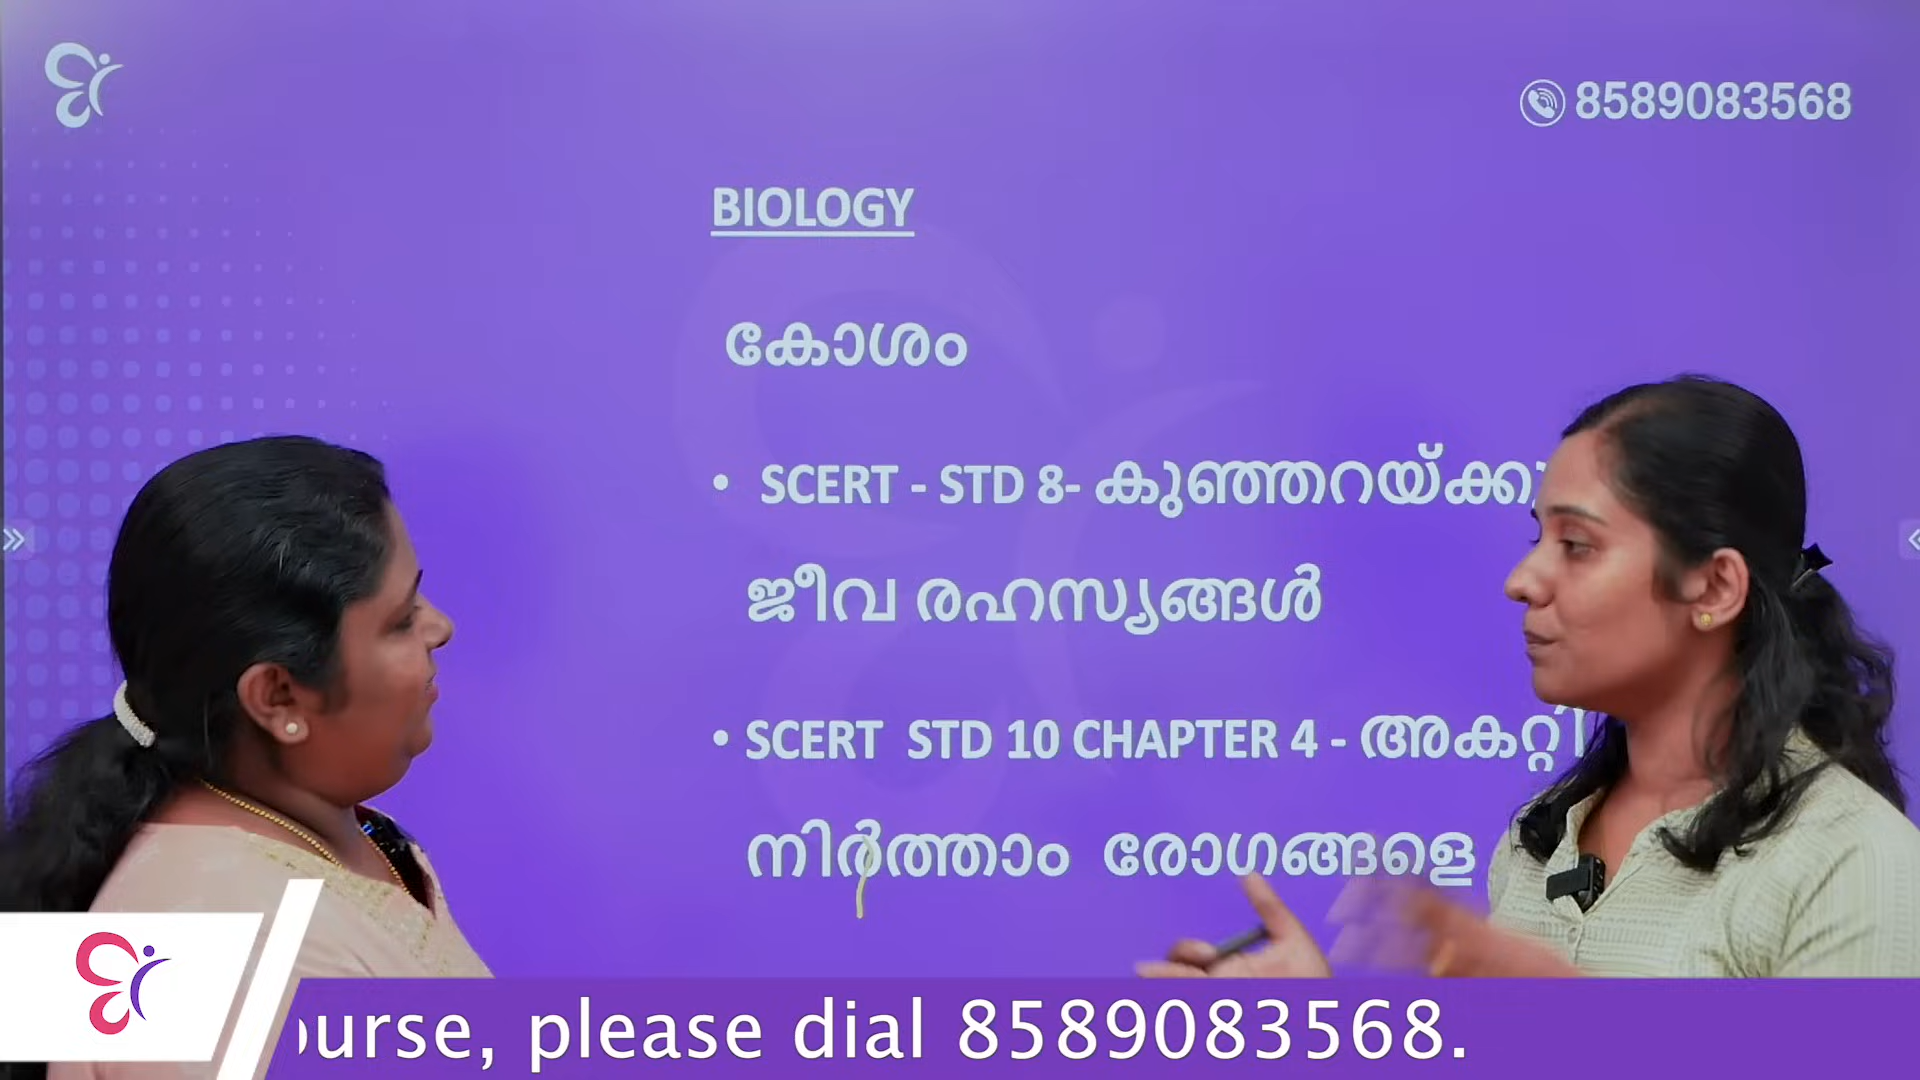 8589083568
BIOLOGY
കോശം
• SCERT - STD 8- കുഞ്ഞറയ്ക്കു
ജീവ രഹസ്യങ്ങൾ
• SCERT STD 10 CHAPTER 4 - അകറ്റി
നിർത്താം രോഗങ്ങളെ
please dial 8589083568.